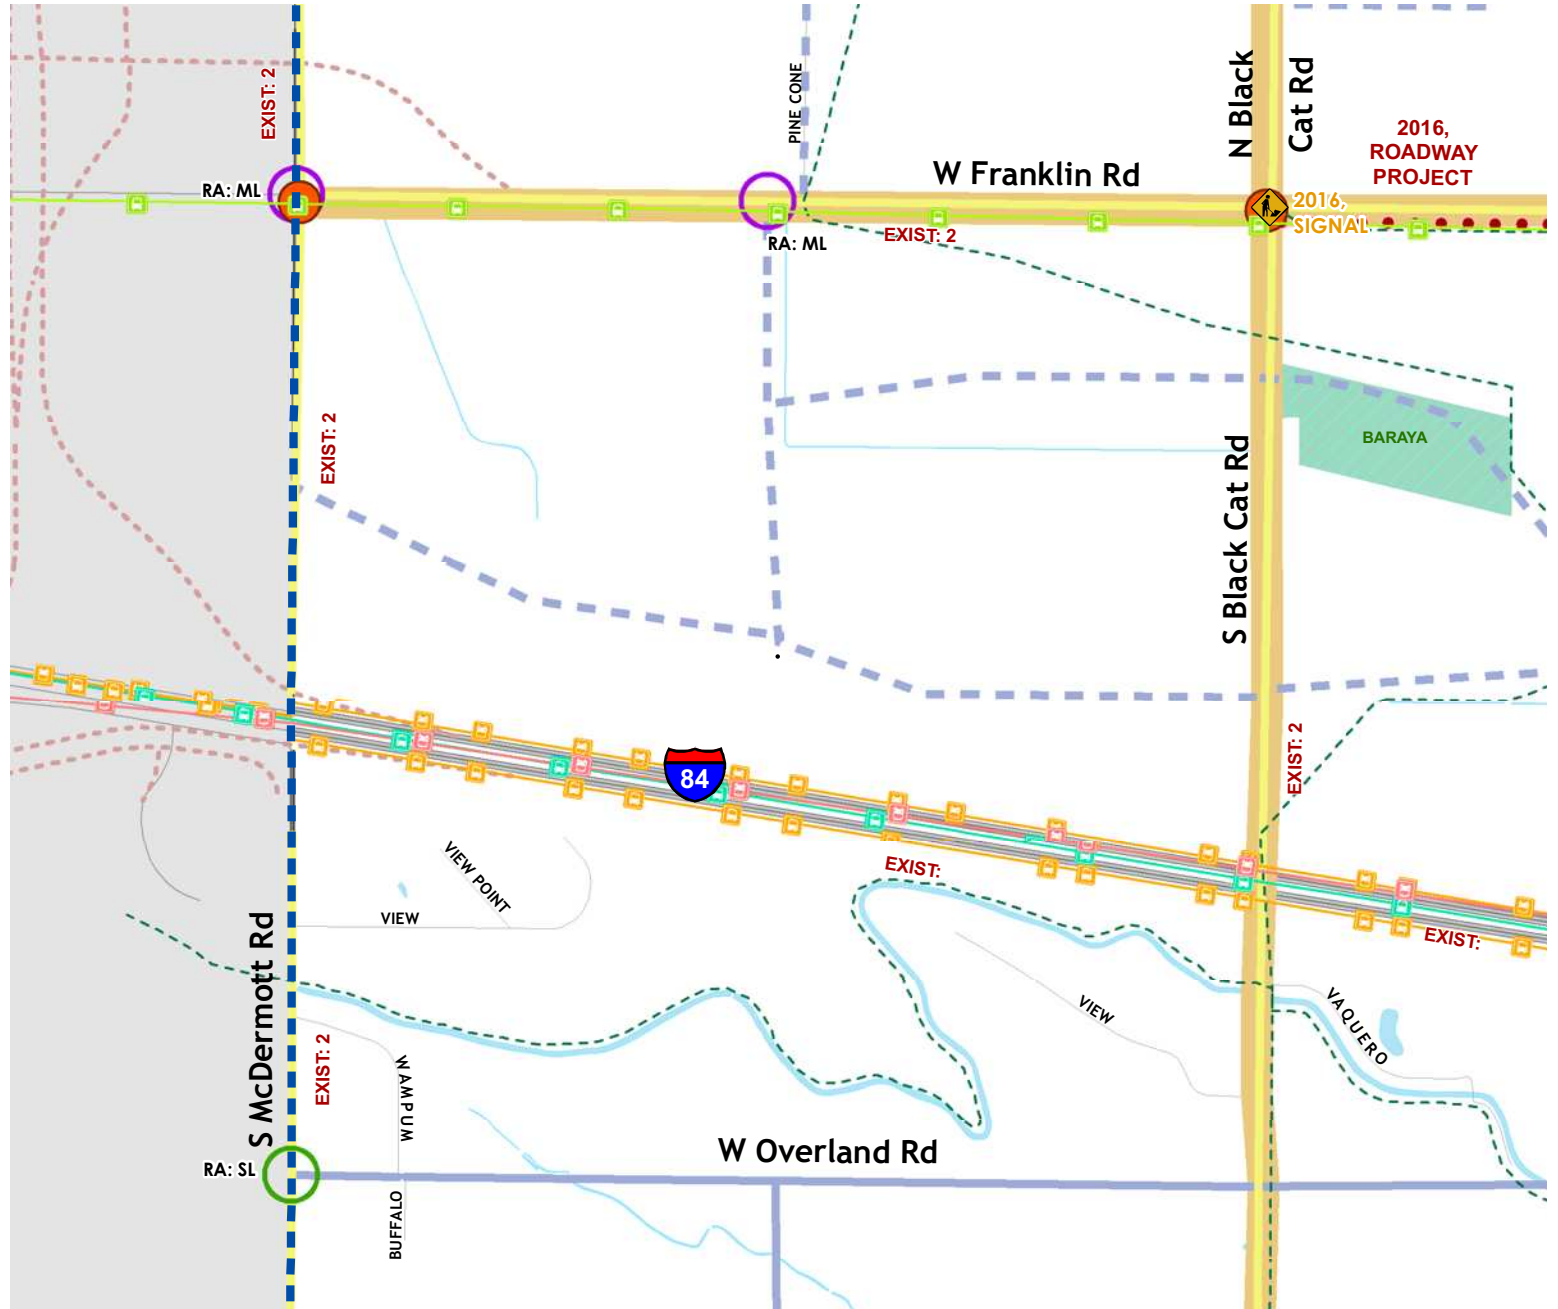 EXIST: 2
PINE CONE
N Black
Cat Rd
2016,
ROADWAY
PROJECT
W Franklin Rd
RA: ML
2016,
SIGNAL
EXIST: 2
RA: ML
EXIST: 2
BARAYA
S Black Cat Rd
EXIST: 2
84
EXIST:
VIEW POINT
VIEW
EXIST:
S McDermott Rd
VIEW
VAQUERO
EXIST: 2
WAMPUM
W Overland Rd
RA: SL
BUFFALO